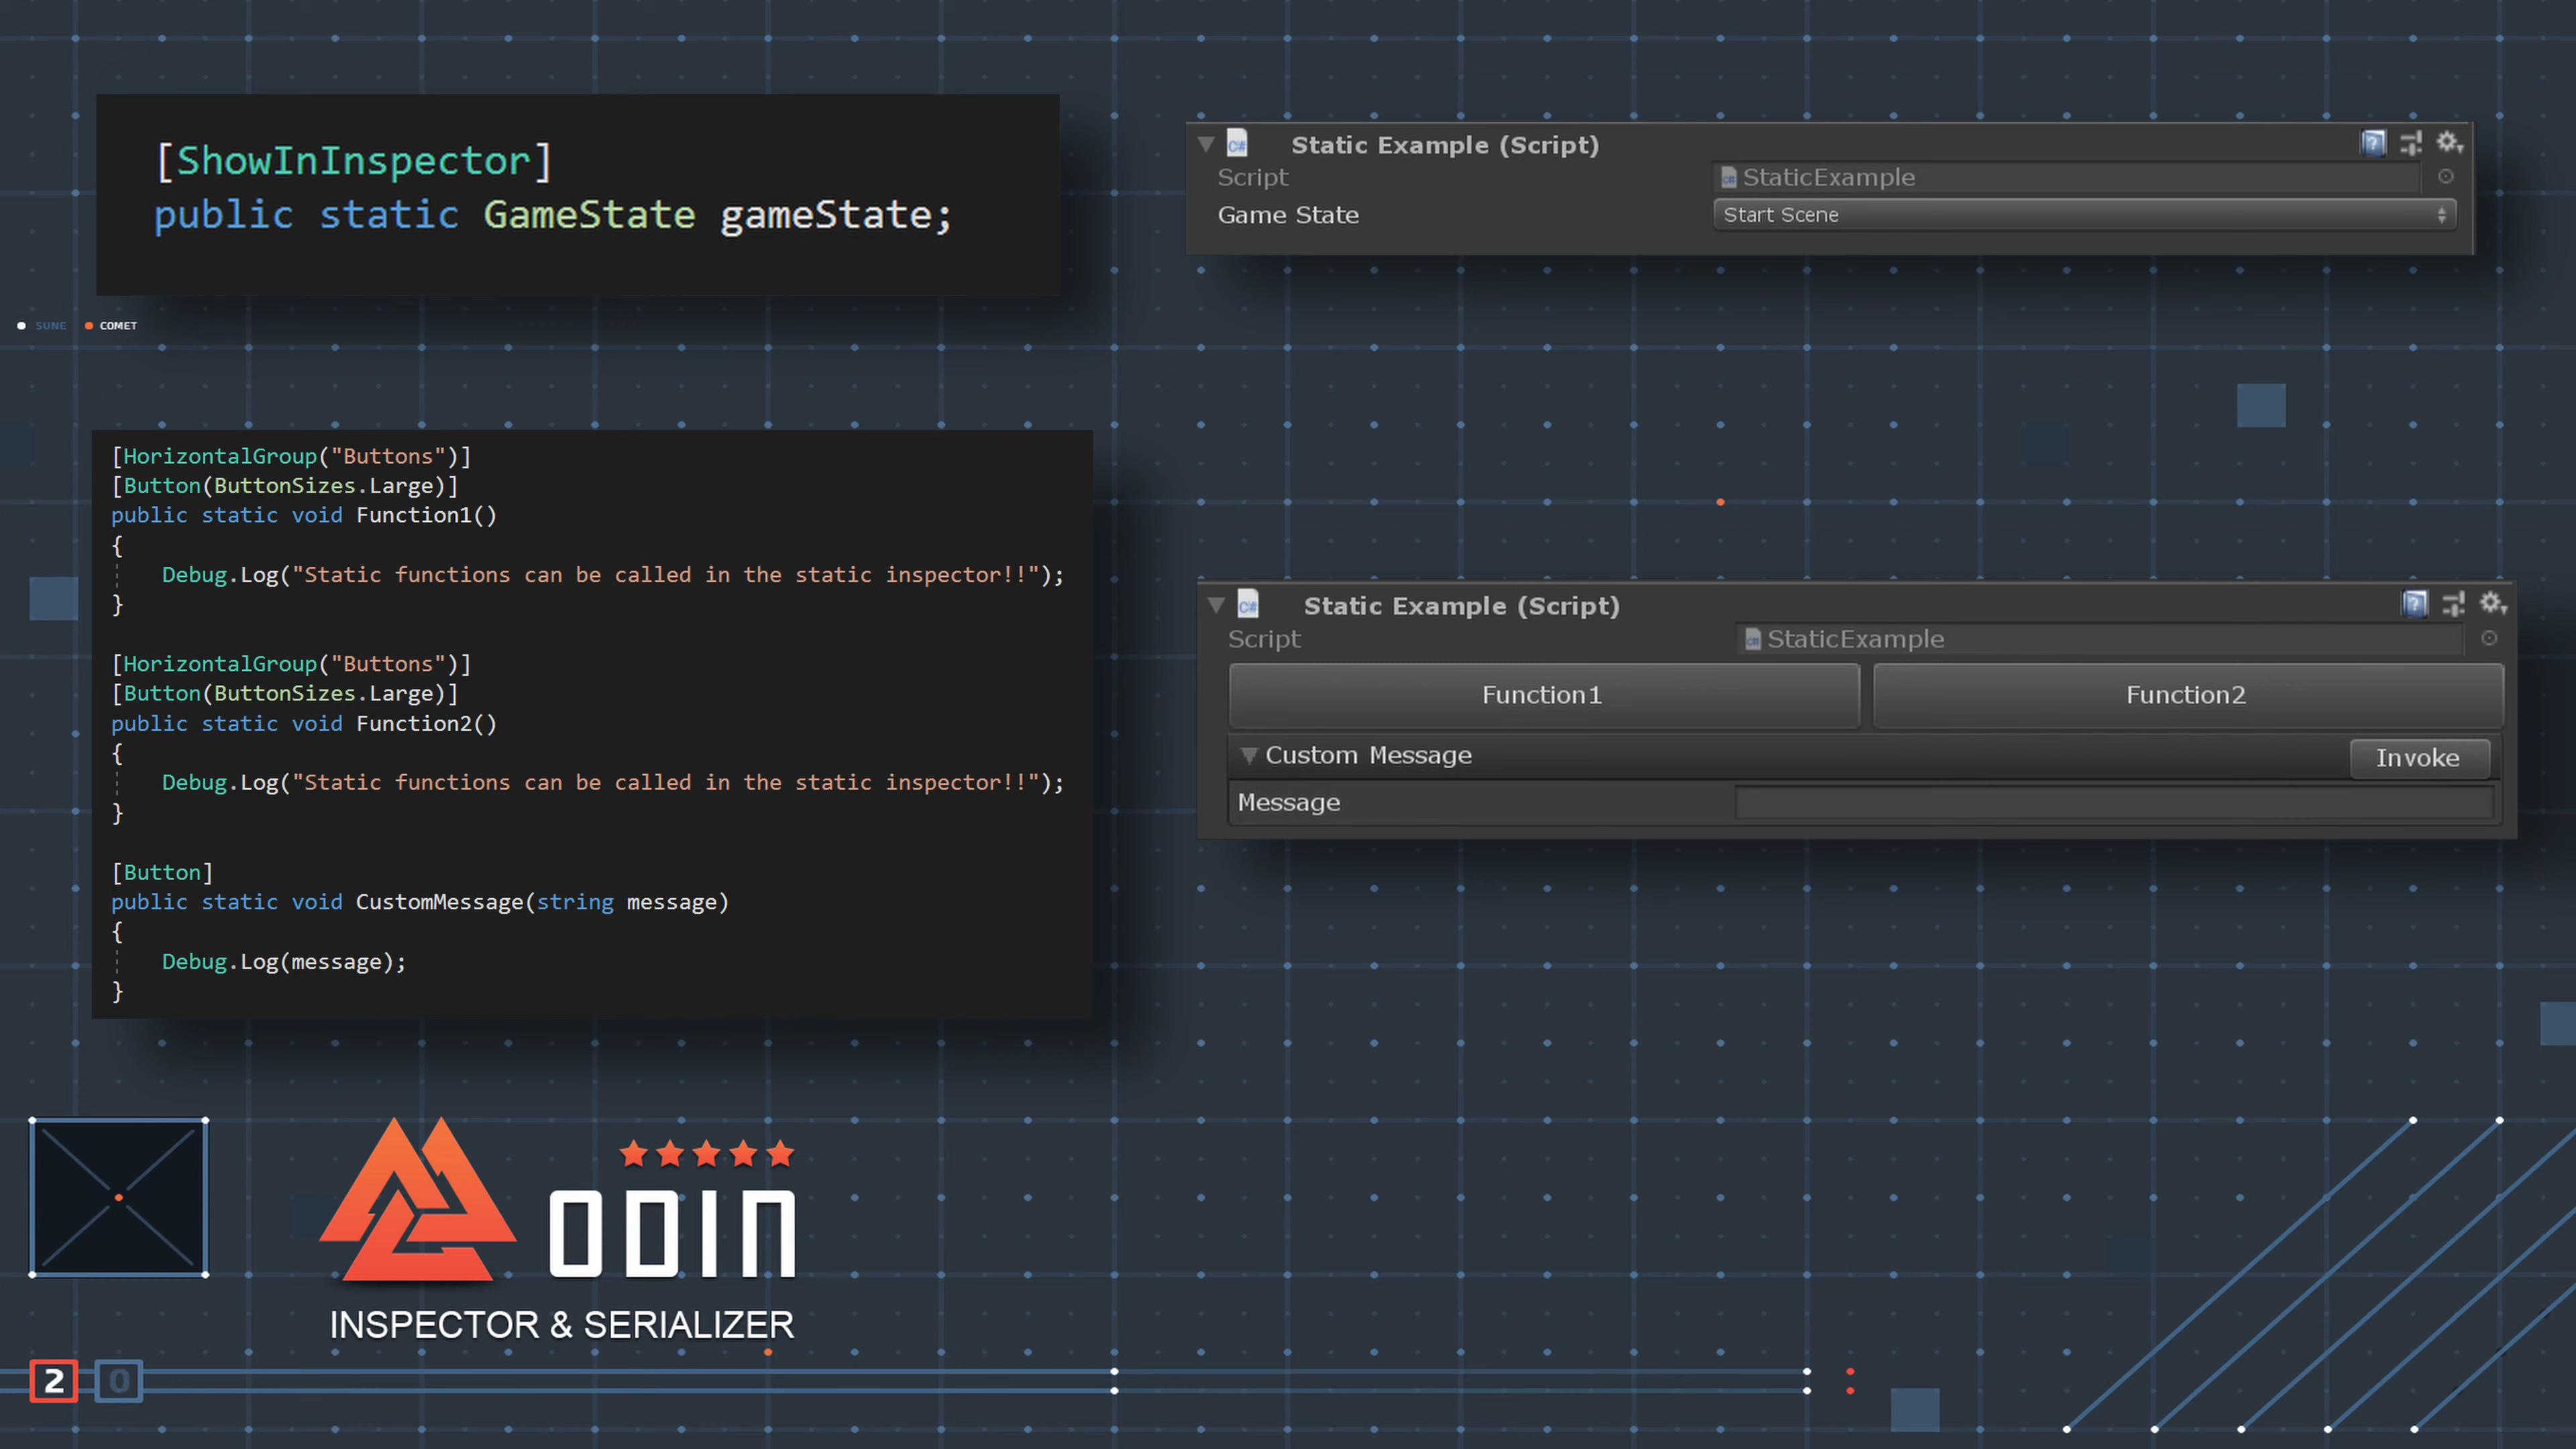 [ShowInInspector]
public static GameState gameState;
Static Example (Script)
Script
StaticExample
Game State
Start Scene
SUNE COMET
[HorizontalGroup("Buttons")]
[Button(ButtonSizes.Large)]
public static void Function1()
{
    Debug.Log("Static functions can be called in the static inspector!!");
}
[HorizontalGroup("Buttons")]
[Button(ButtonSizes.Large)]
public static void Function2()
{
    Debug.Log("Static functions can be called in the static inspector!!");
}
[Button]
public static void CustomMessage(string message)
{
    Debug.Log(message);
}
Static Example (Script)
Script
StaticExample
Function1
Function2
Custom Message
Invoke
Message
ODIN
INSPECTOR & SERIALIZER
2 0